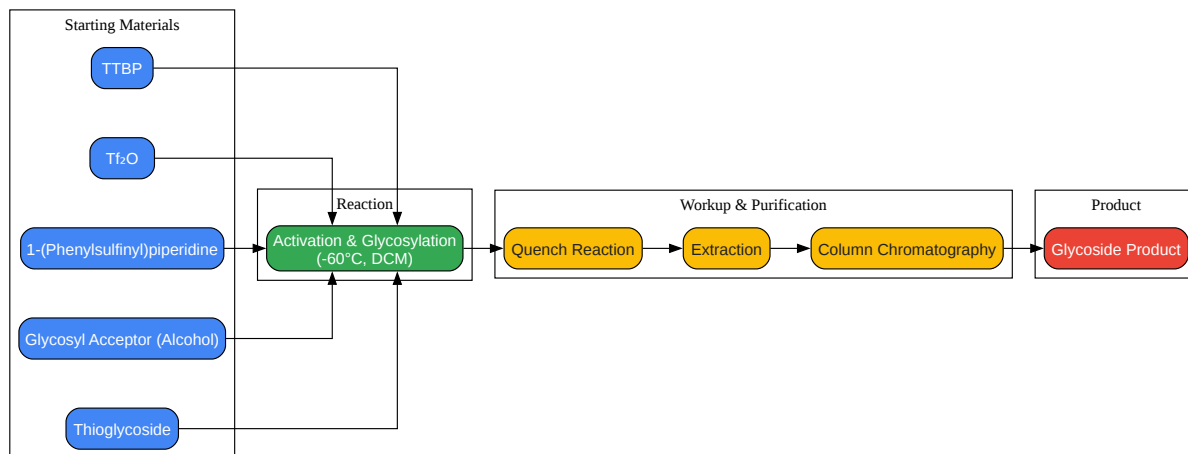 Starting Materials
TTBP
Tf₂O
1-(Phenylsulfinyl)piperidine
Glycosyl Acceptor (Alcohol)
Thioglycoside
Reaction
Activation & Glycosylation
(-60°C, DCM)
Workup & Purification
Quench Reaction
Extraction
Column Chromatography
Product
Glycoside Product